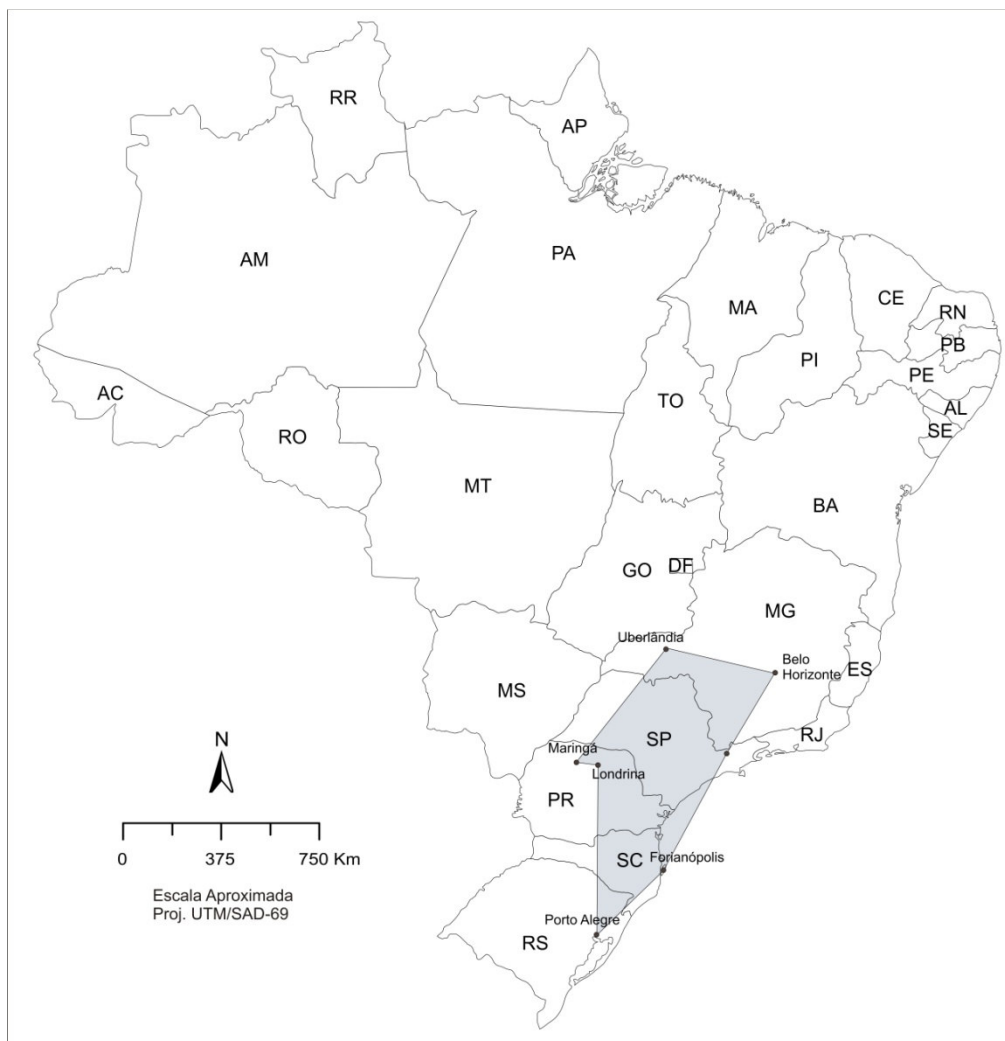 RR
AP
AM
PA
MA
CE
RN
PB
PI
PE
AC
TO
AL
SE
RO
MT
BA
GO
DF
MG
Uberlândia
Belo
Horizonte
ES
MS
SP
RJ
Maringá
Londrina
PR
N
0
375
750 Km
SC
Forianópolis
Escala Aproximada
Proj. UTM/SAD-69
Porto Alegre
RS